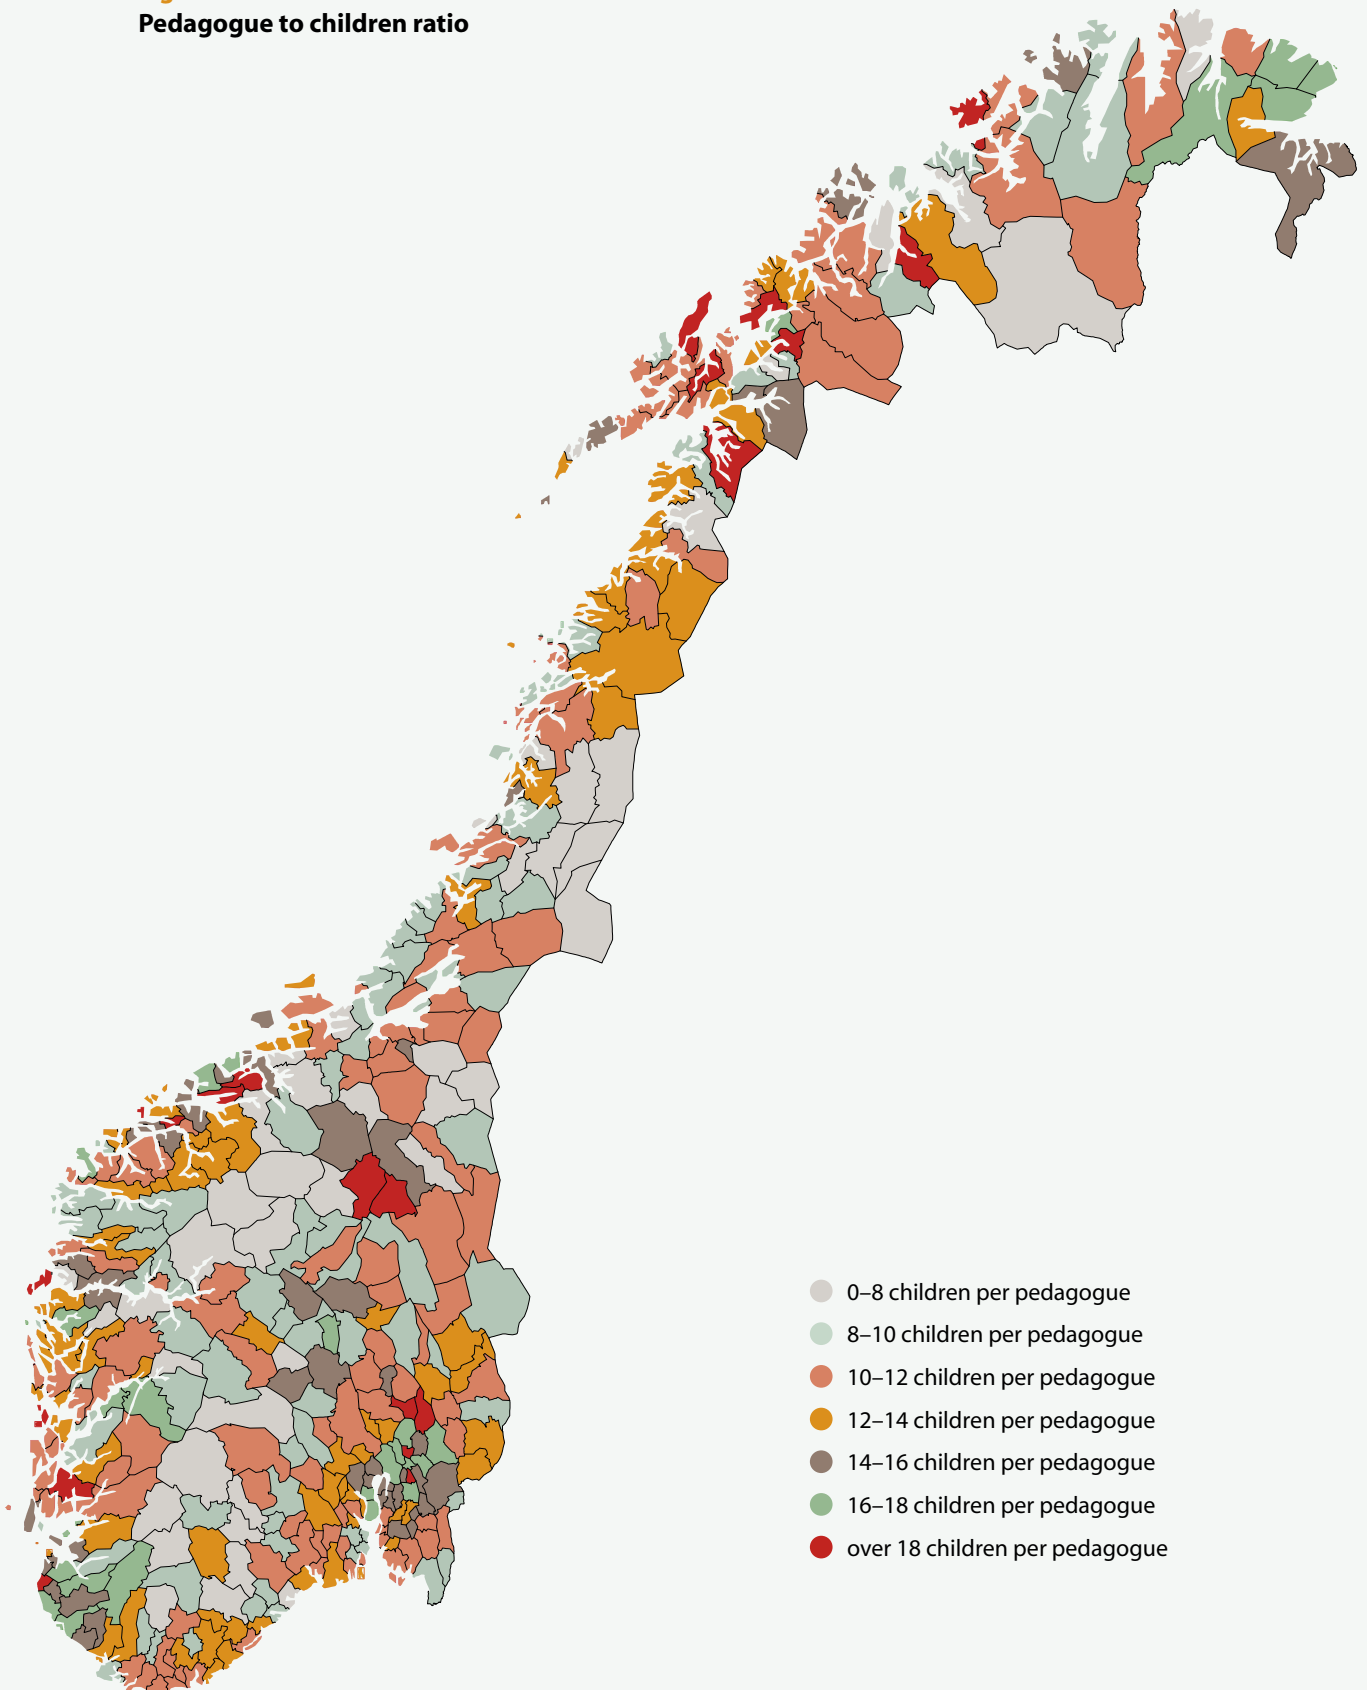 Pedagogue to children ratio
0–8 children per pedagogue
8–10 children per pedagogue
10–12 children per pedagogue
12–14 children per pedagogue
14–16 children per pedagogue
16–18 children per pedagogue
over 18 children per pedagogue